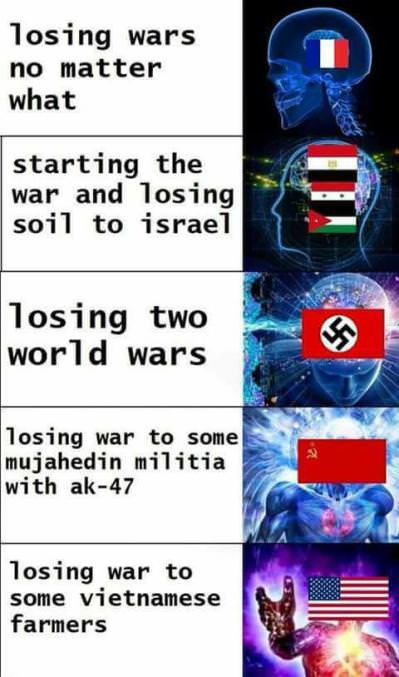 losing wars
no matter
what
starting the
war and losing
soil to israel
losing two
world wars
losing war to some
mujahedin militia
with ak-47
losing war to
some vietnamese
farmers